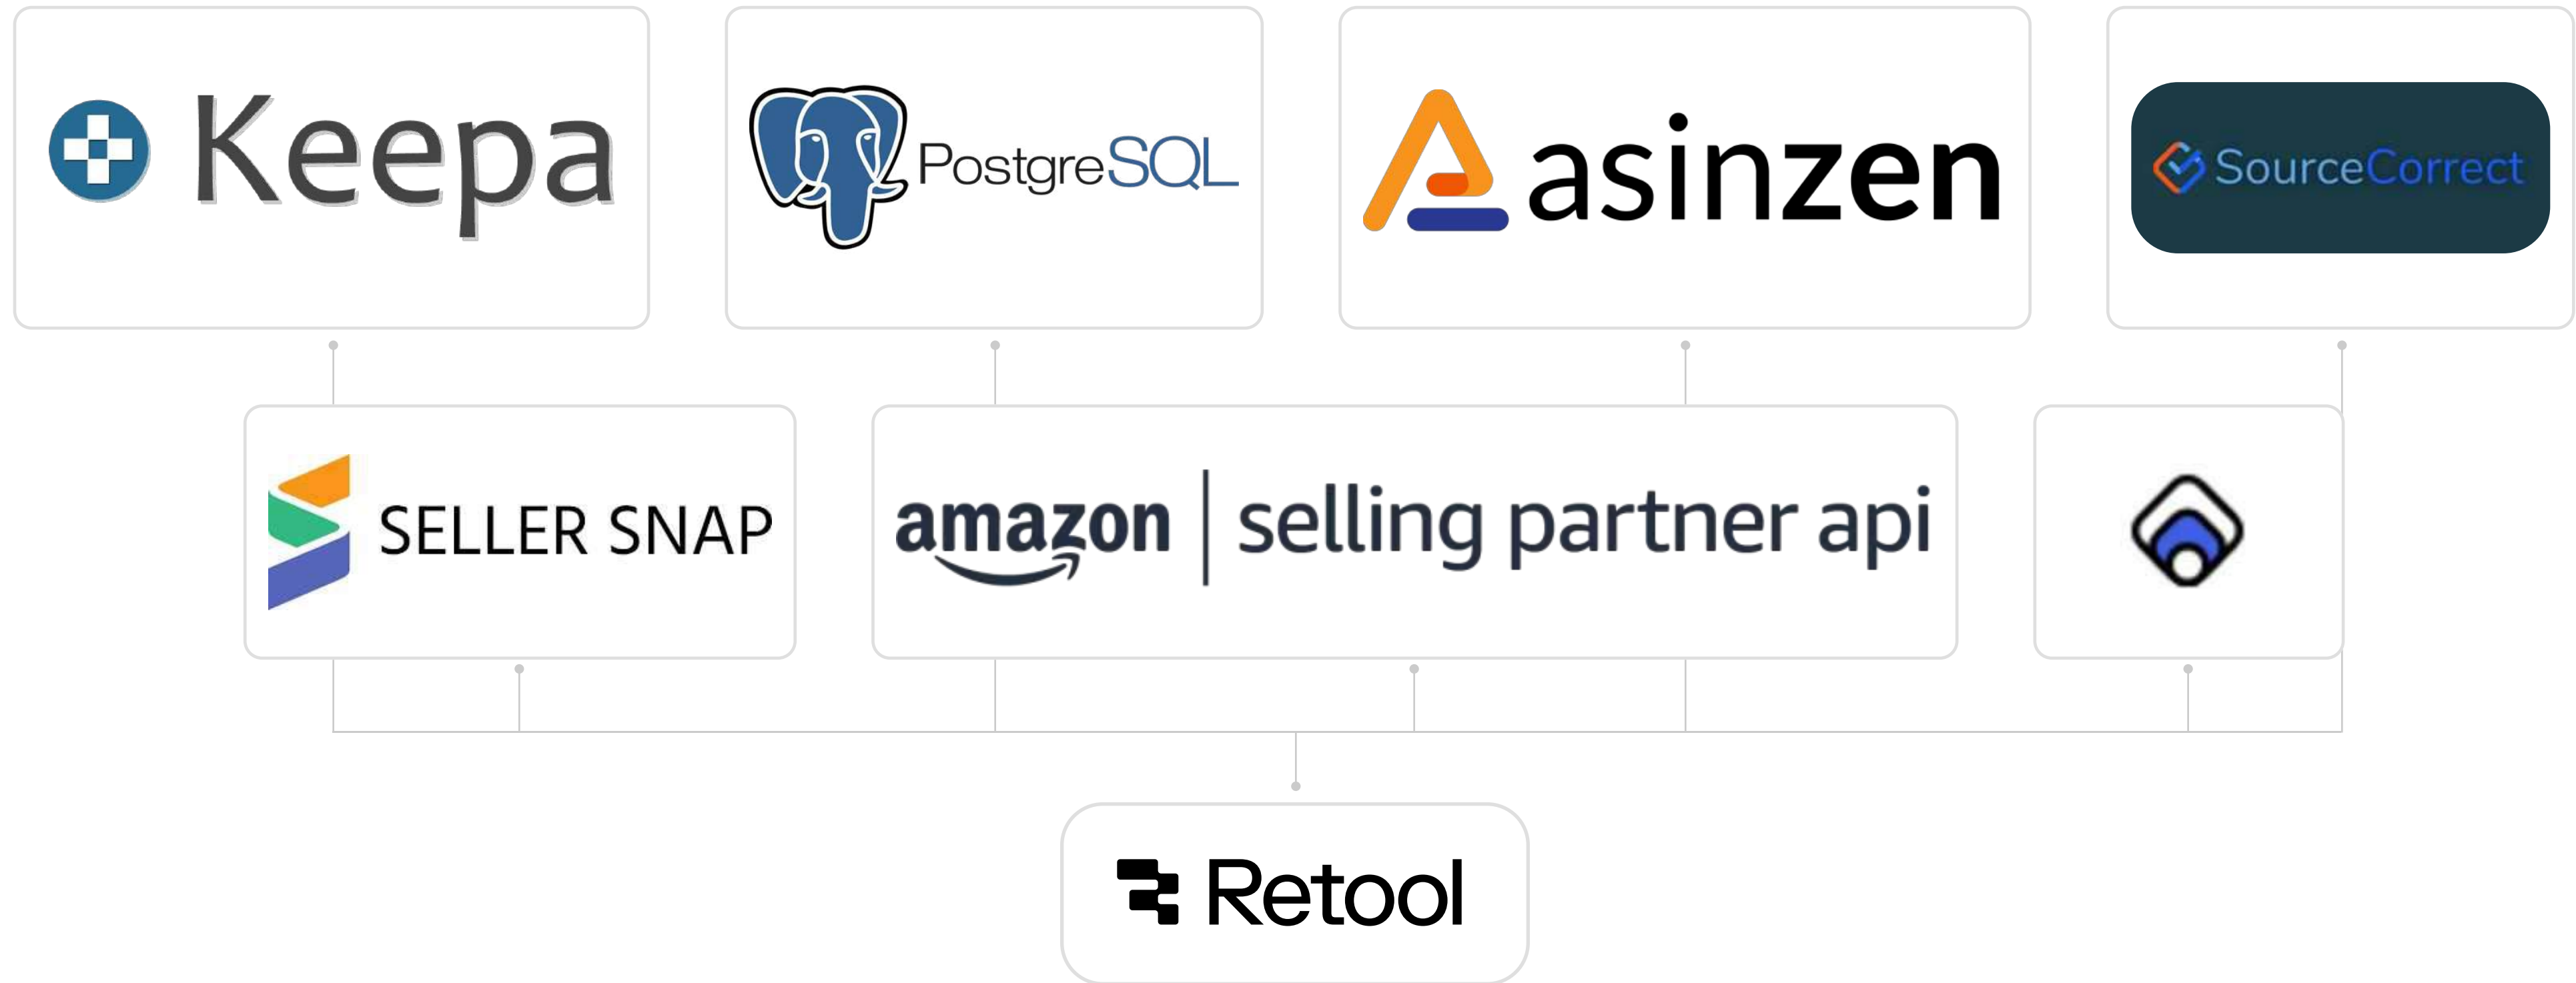 Keepa
PostgreSQL
asinzen
SourceCorrect
SELLER SNAP
amazon | selling partner api
Retool